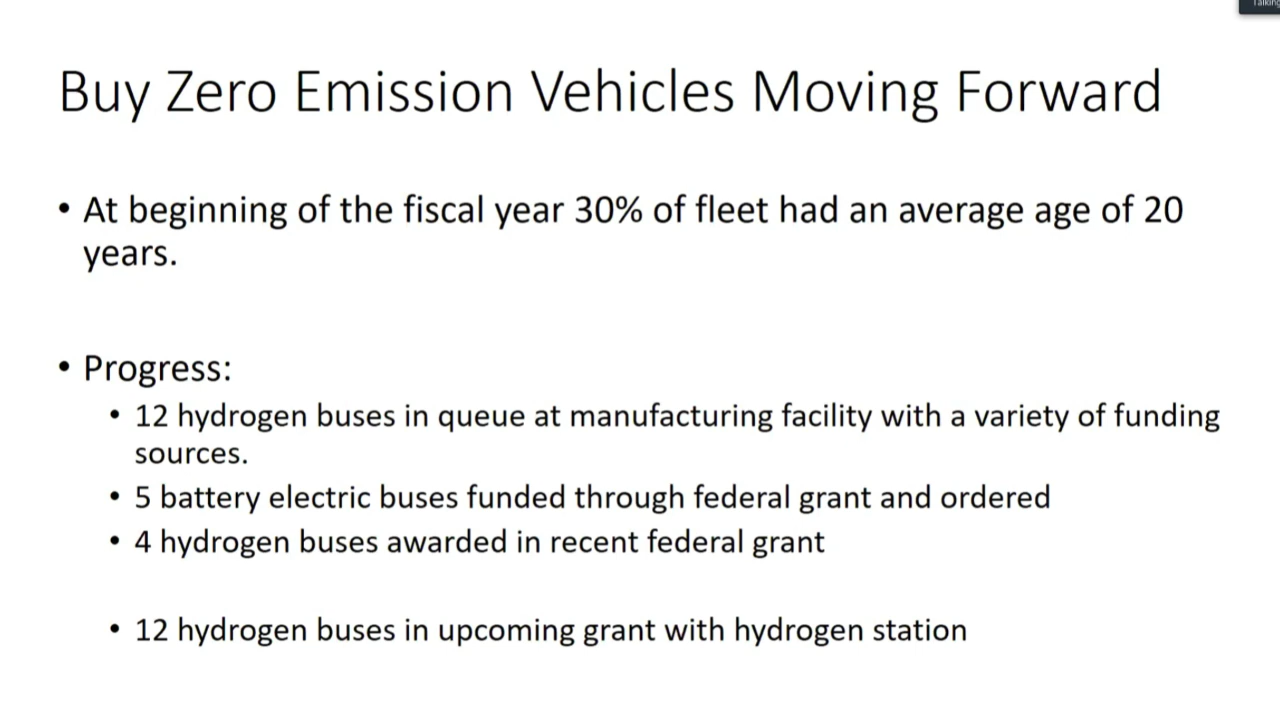 Talking
Buy Zero Emission Vehicles Moving Forward
• At beginning of the fiscal year 30% of fleet had an average age of 20
years.
• Progress:
• 12 hydrogen buses in queue at manufacturing facility with a variety of funding
sources.
• 5 battery electric buses funded through federal grant and ordered
• 4 hydrogen buses awarded in recent federal grant
• 12 hydrogen buses in upcoming grant with hydrogen station